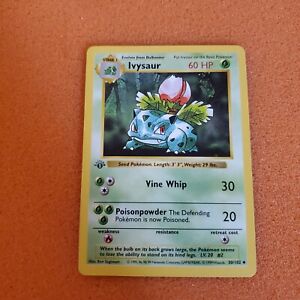 Evolves from Bulbasaur
Put Ivysaur on the Basic Pokémon
STAGE 1
Ivysaur 60 HP
Seed Pokémon. Length: 3' 3", Weight: 29 lbs.
Vine Whip 30
Poisonpowder The Defending
Pokémon is now Poisoned. 20
weakness resistance retreat cost
When the bulb on its back grows large, the Pokémon seems
to lose the ability to stand on its hind legs. LV. 20 #2
Illus. Ken Sugimori
30/102